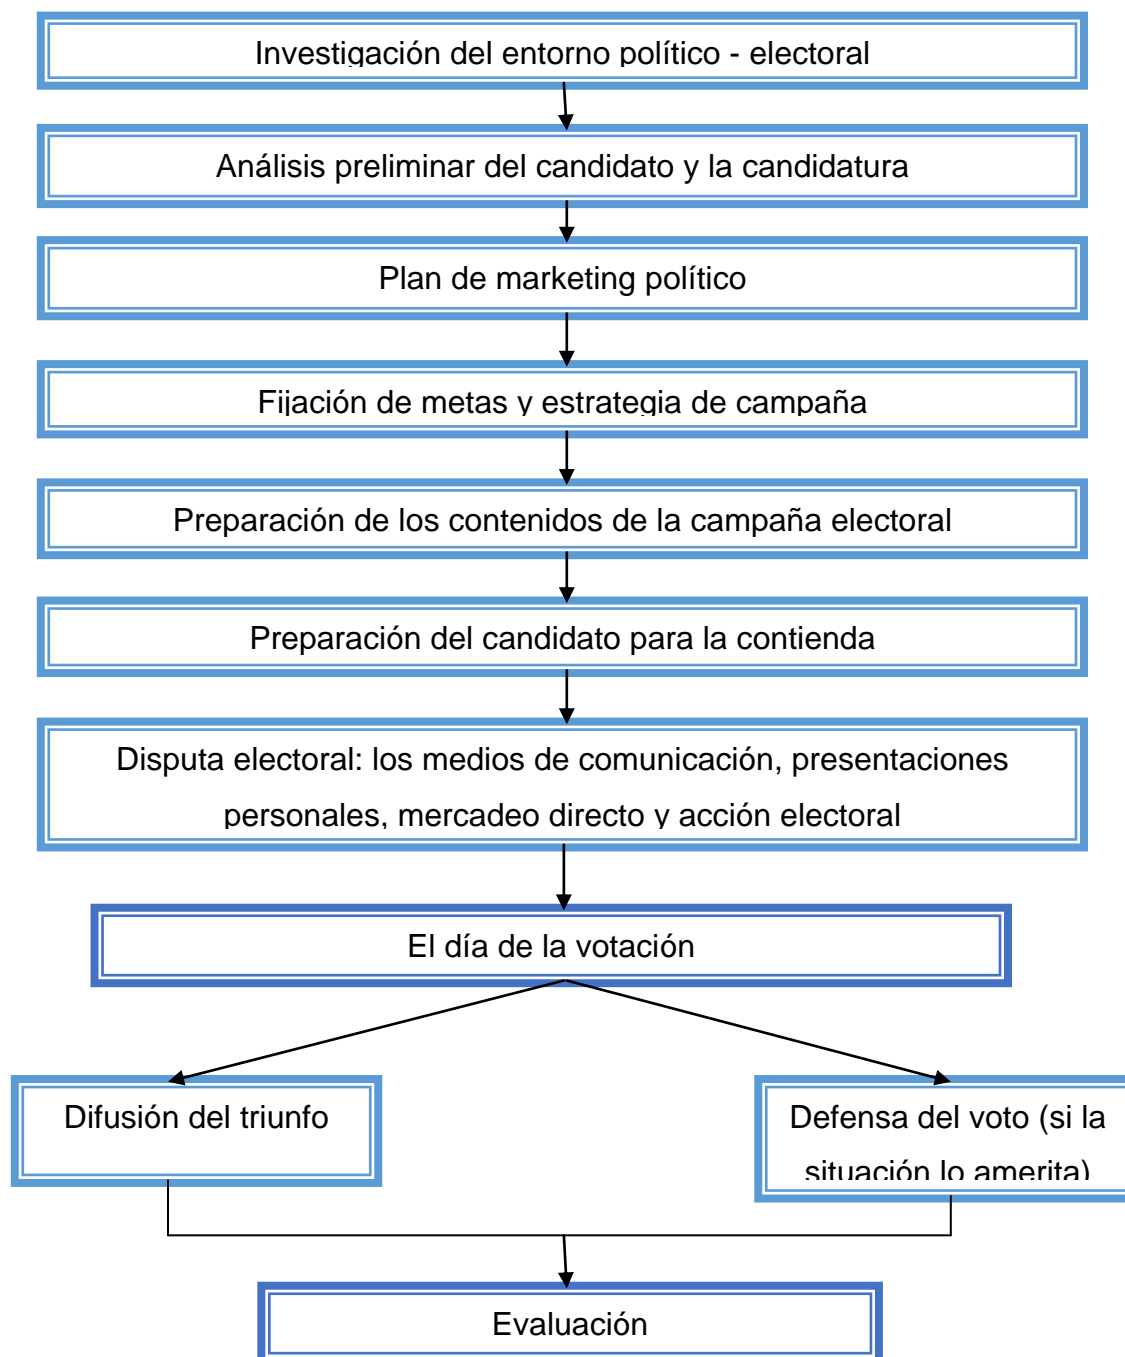 Investigación del entorno político - electoral
Análisis preliminar del candidato y la candidatura
Plan de marketing político
Fijación de metas y estrategia de campaña
Preparación de los contenidos de la campaña electoral
Preparación del candidato para la contienda
Disputa electoral: los medios de comunicación, presentaciones
personales, mercadeo directo y acción electoral
El día de la votación
Difusión del triunfo
Defensa del voto (si la
situación lo amerita)
Evaluación